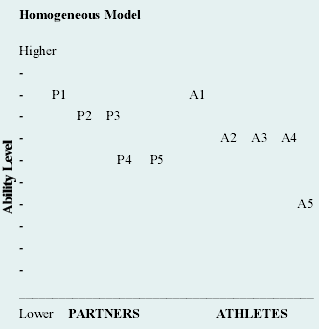 Homogeneous Model
Higher
-
- P1 A1
- P2 P3
- A2 A3 A4
- P4 P5
-
- A5
-
-
-
Ability Level
Lower PARTNERS ATHLETES